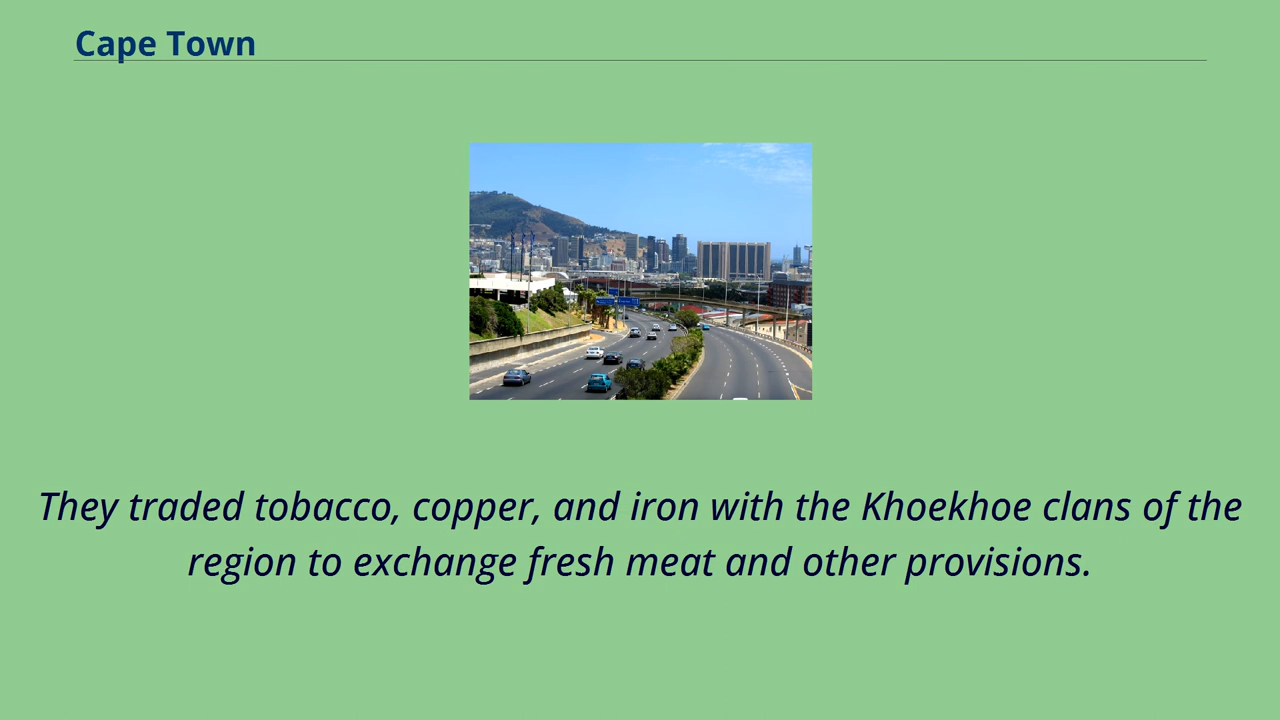 Cape Town
They traded tobacco, copper, and iron with the Khoekhoe clans of the
region to exchange fresh meat and other provisions.